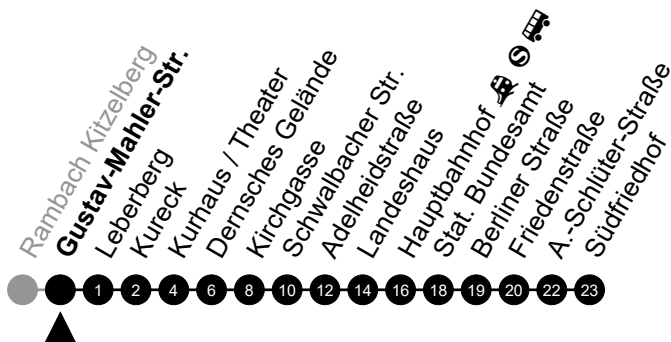 Rambach Kitzelberg
Gustav-Mahler-Str.
Leberberg
Kureck
Kurhaus / Theater
Dernsches Gelände
Kirchgasse
Schwalbacher Str.
Adelheidstraße
Landeshaus
Hauptbahnhof S
Stat. Bundesamt
Berliner Straße
Friedenstraße
A.-Schlüter-Straße
Südfriedhof
1 2 4 6 8 10 12 14 16 18 19 20 22 23